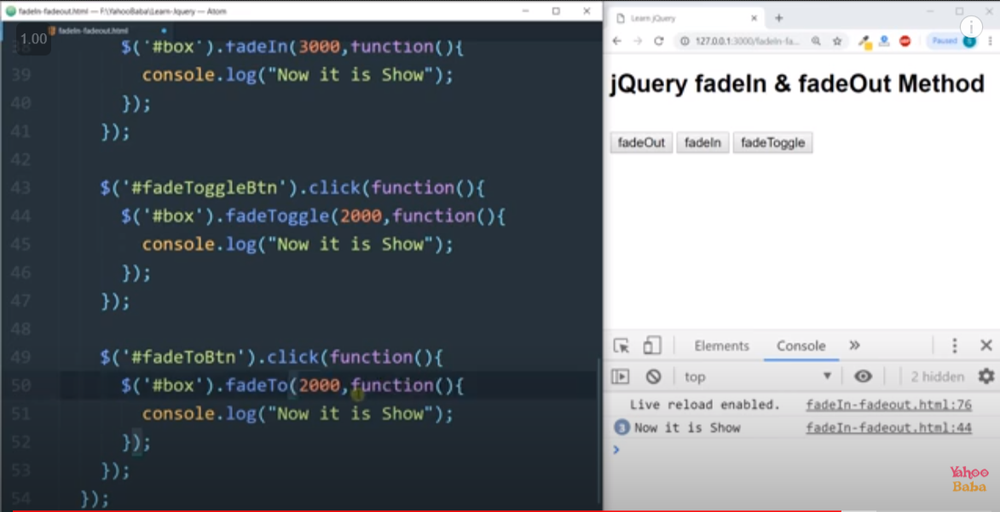 fadeIn-fadeout.html — F:\YahooBaba\Learn-Jquery — Atom
1.00
fadeIn-fadeout.html
38 $('#box').fadeIn(3000,function(){
39 console.log("Now it is Show");
40 });
41 });
42
43 $('#fadeToggleBtn').click(function(){
44 $('#box').fadeToggle(2000,function(){
45 console.log("Now it is Show");
46 });
47 });
48
49 $('#fadeToBtn').click(function(){
50 $('#box').fadeTo(2000,function(){
51 console.log("Now it is Show");
52 });
53 });
54 });
Learn jQuery
127.0.0.1:3000/fadeIn-fa...
Paused
jQuery fadeIn & fadeOut Method
fadeOut fadeIn fadeToggle
Elements Console
top 2 hidden
Live reload enabled. fadeIn-fadeout.html:76
3 Now it is Show fadeIn-fadeout.html:44
Yahoo
Baba